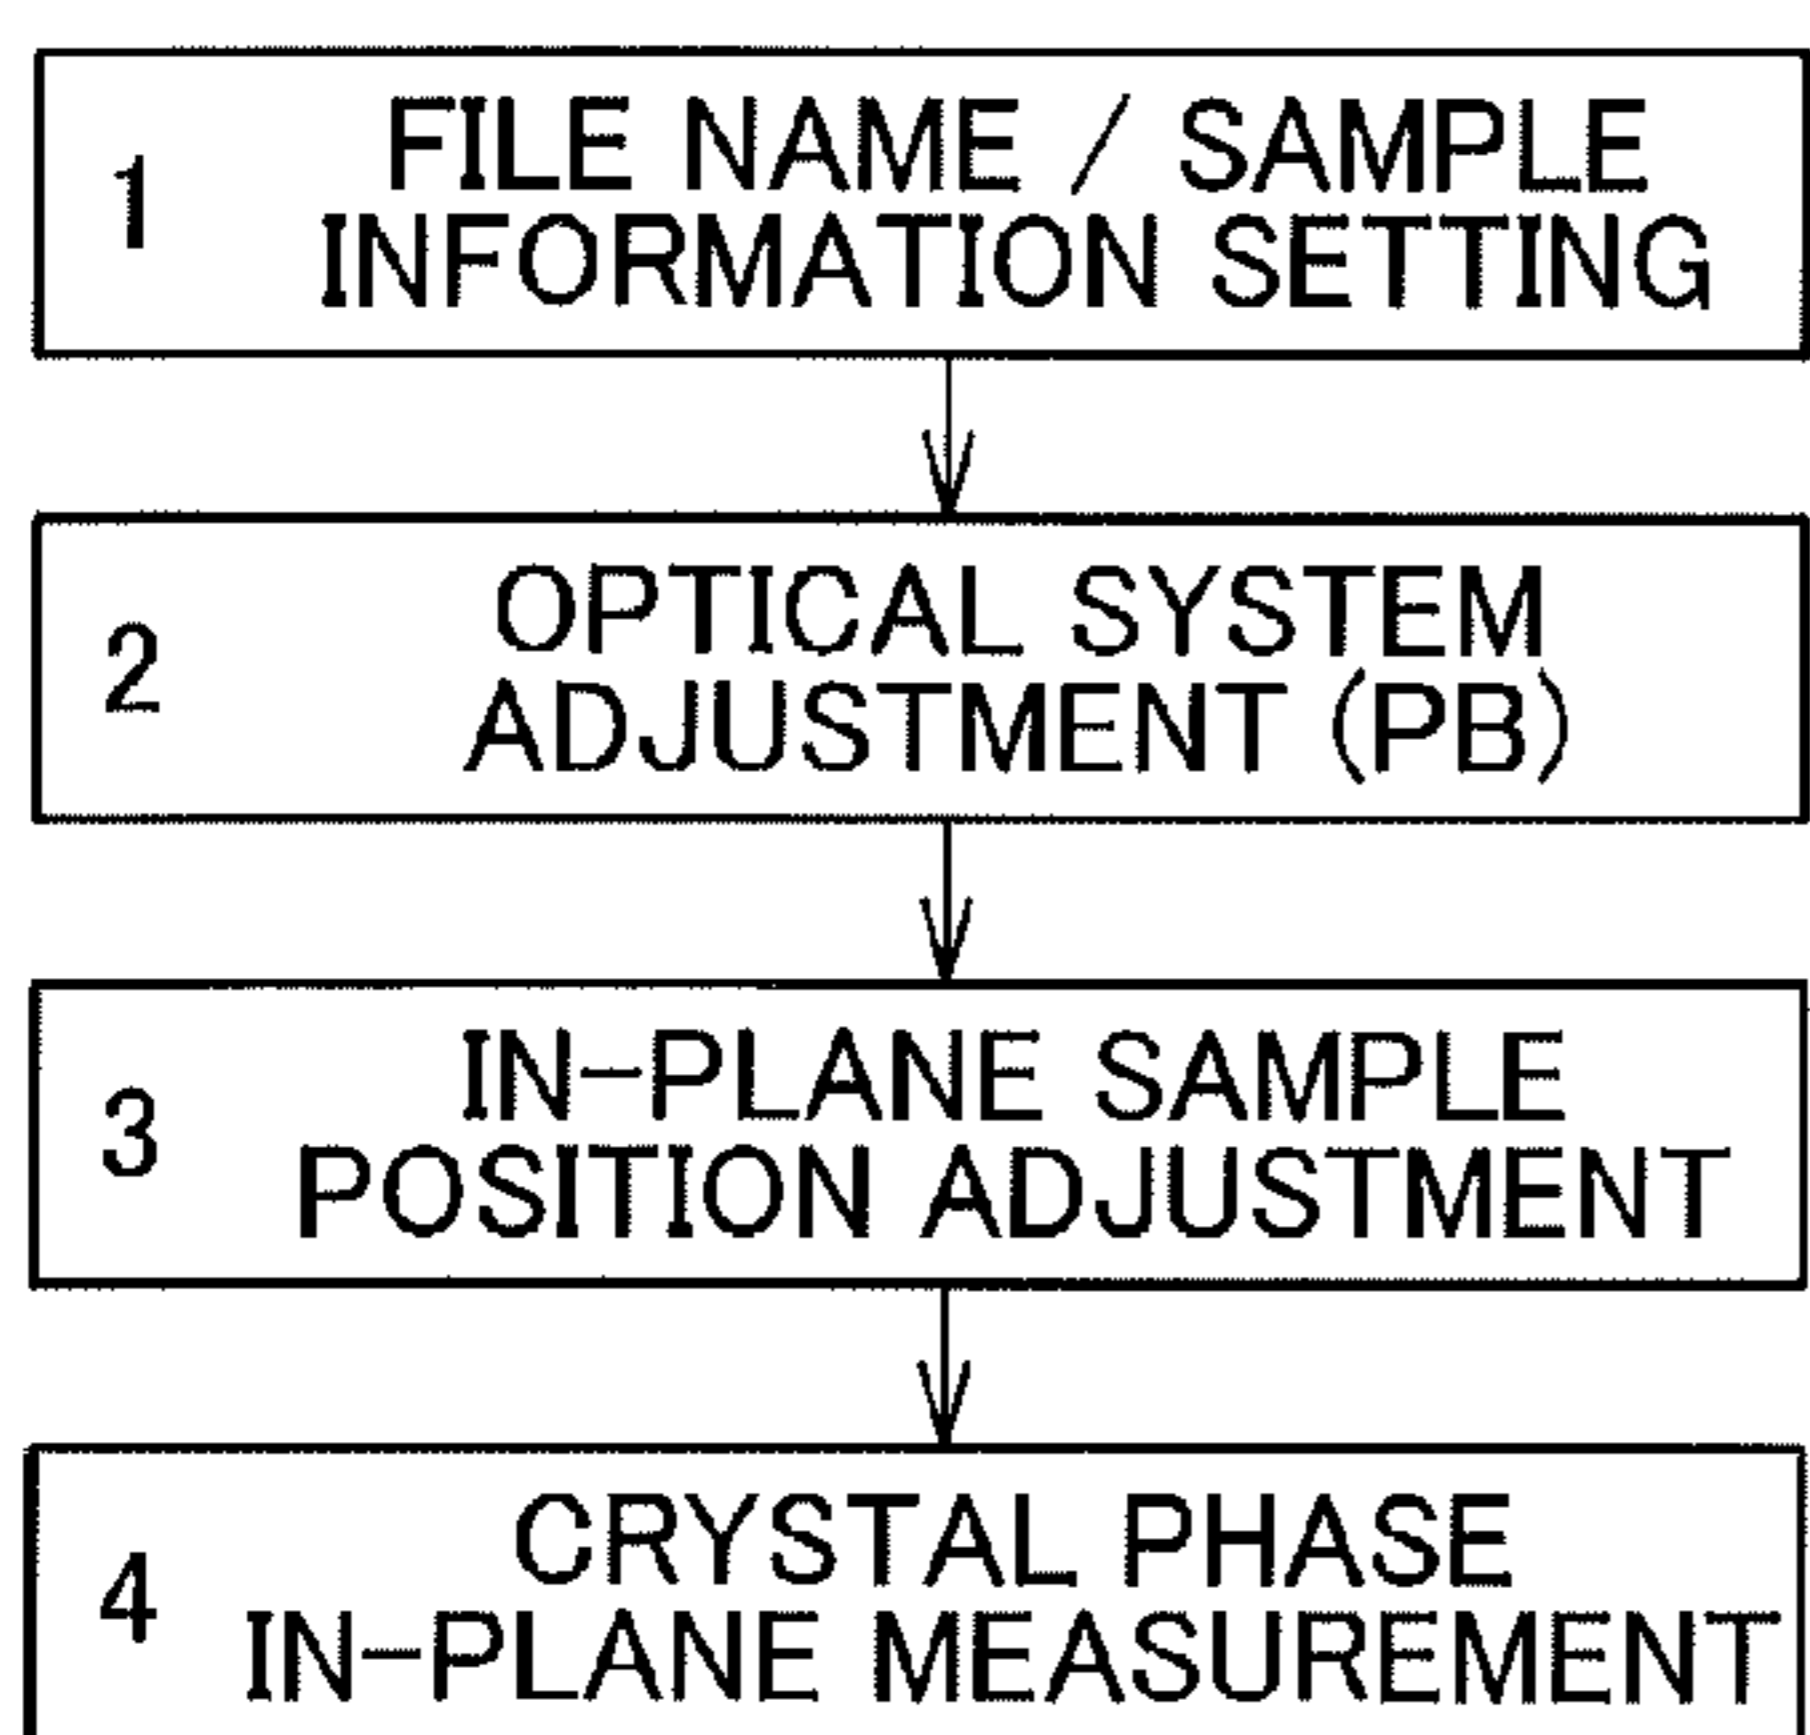 1
FILE NAME / SAMPLE
INFORMATION SETTING
2
OPTICAL SYSTEM
ADJUSTMENT (PB)
3
IN-PLANE SAMPLE
POSITION ADJUSTMENT
4
CRYSTAL PHASE
IN-PLANE MEASUREMENT